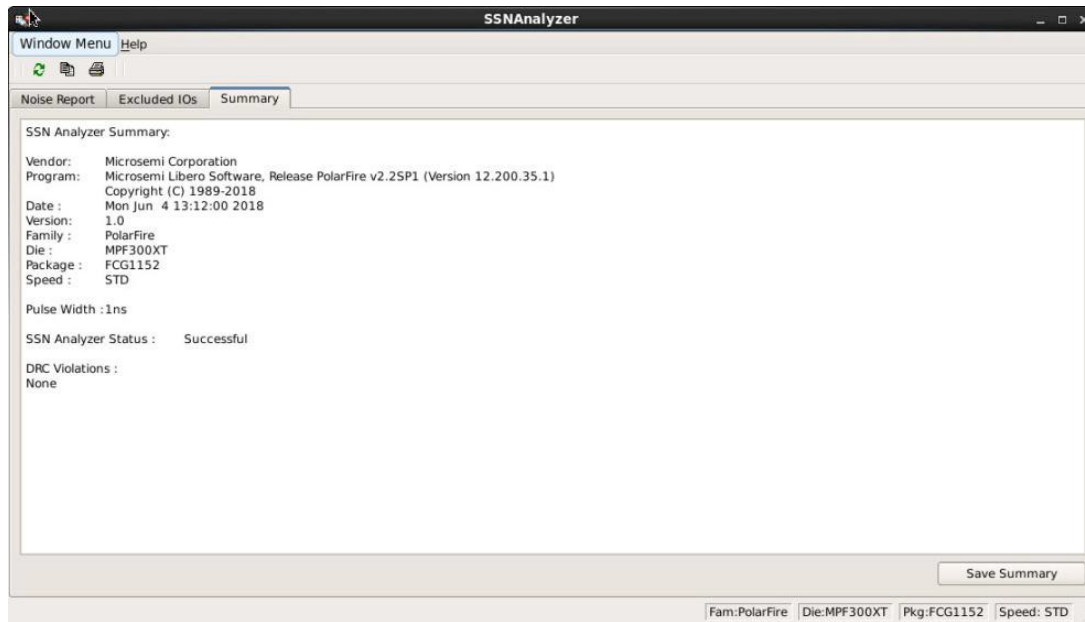 SSNAnalyzer
Window Menu Help
Noise Report Excluded IOs Summary
SSN Analyzer Summary:
Vendor: Microsemi Corporation
Program: Microsemi Libero Software, Release PolarFire v2.2SP1 (Version 12.200.35.1)
Copyright (C) 1989-2018
Date : Mon Jun 4 13:12:00 2018
Version: 1.0
Family : PolarFire
Die : MPF300XT
Package : FCG1152
Speed : STD
Pulse Width :1ns
SSN Analyzer Status : Successful
DRC Violations :
None
Save Summary
Fam:PolarFire Die:MPF300XT Pkg:FCG1152 Speed: STD